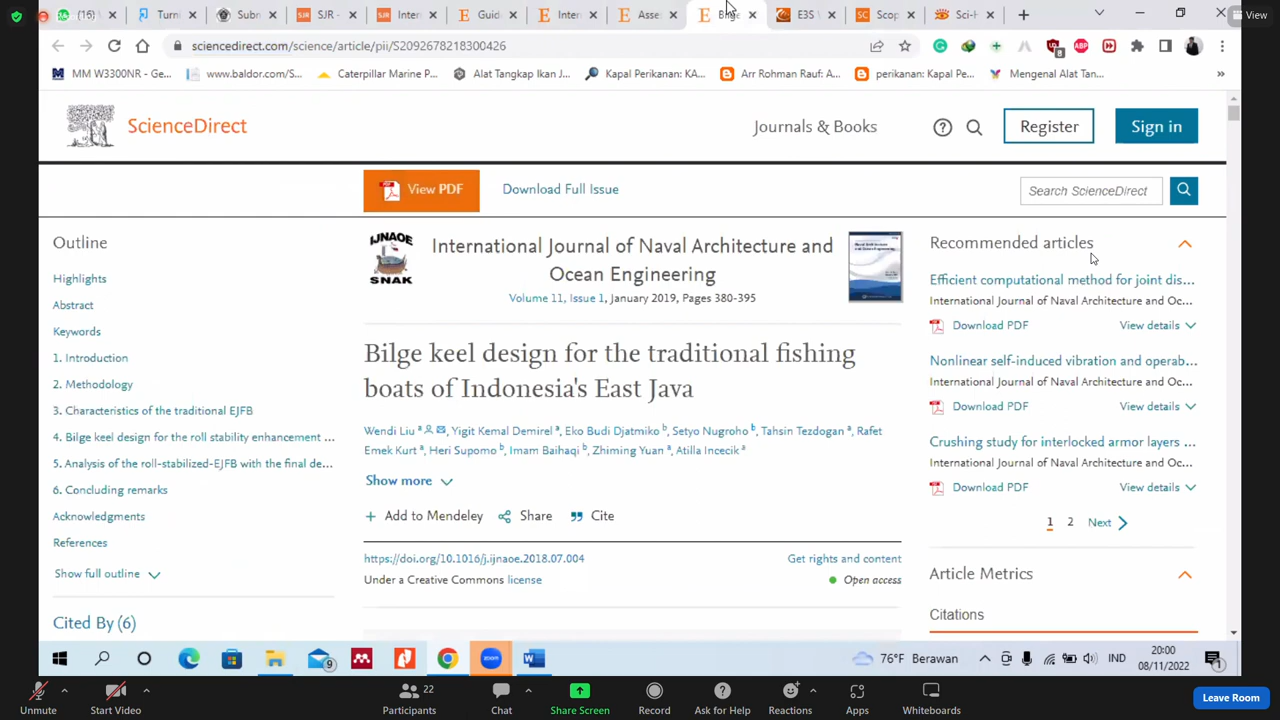 (15) W
Turni
Subm
SJR -
Intern
Guid
Inter
Asse
Bilge
E3S W
Scop
Sci-H
View
sciencedirect.com/science/article/pii/S2092678218300426
MM W3300NR - Ge...
www.baldor.com/S...
Caterpillar Marine P...
Alat Tangkap Ikan J...
Kapal Perikanan: KA...
Arr Rohman Rauf: A...
perikanan: Kapal Pe...
Mengenal Alat Tan...
ScienceDirect
Journals & Books
Register
Sign in
View PDF
Download Full Issue
Search ScienceDirect
Outline
Highlights
Abstract
Keywords
1. Introduction
2. Methodology
3. Characteristics of the traditional EJFB
4. Bilge keel design for the roll stability enhancement ...
5. Analysis of the roll-stabilized-EJFB with the final de...
6. Concluding remarks
Acknowledgments
References
Show full outline
Cited By (6)
IJNAOE
SNAK
International Journal of Naval Architecture and
Ocean Engineering
Volume 11, Issue 1, January 2019, Pages 380-395
Bilge keel design for the traditional fishing
boats of Indonesia's East Java
Wendi Liu a, Yigit Kemal Demirel a, Eko Budi Djatmiko b, Setyo Nugroho b, Tahsin Tezdogan a, Rafet
Emek Kurt a, Heri Supomo b, Imam Baihaqi b, Zhiming Yuan a, Atilla Incecik a
Show more
Add to Mendeley
Share
Cite
https://doi.org/10.1016/j.ijnaoe.2018.07.004
Get rights and content
Under a Creative Commons license
Open access
Recommended articles
Efficient computational method for joint dis...
International Journal of Naval Architecture and Oc...
Download PDF
View details
Nonlinear self-induced vibration and operab...
International Journal of Naval Architecture and Oc...
Download PDF
View details
Crushing study for interlocked armor layers ...
International Journal of Naval Architecture and Oc...
Download PDF
View details
1
2
Next
Article Metrics
Citations
76°F Berawan
IND
20:00
08/11/2022
Unmute
Start Video
Participants
22
Chat
Share Screen
Record
Ask for Help
Reactions
Apps
Whiteboards
Leave Room